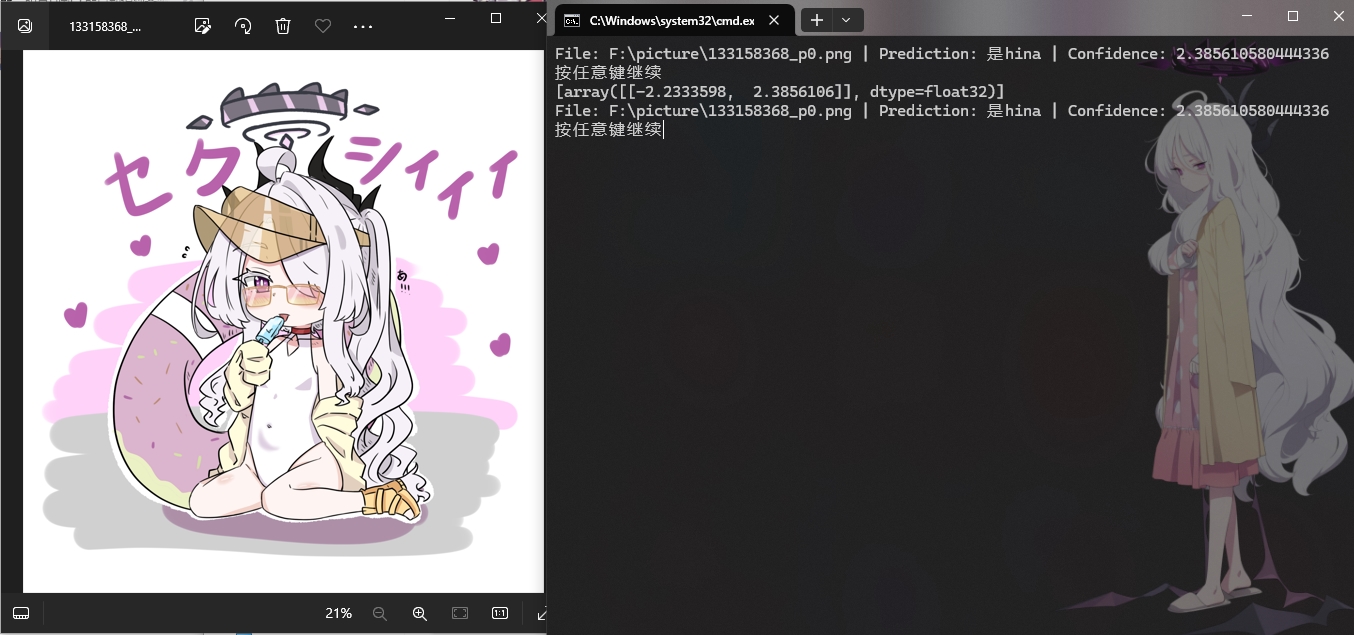 133158368_...
セクシィィィ
あ!!!
21%
1:1
C:\Windows\system32\cmd.ex
File: F:\picture\133158368_p0.png | Prediction: 是hina | Confidence: 2.385610580444336
按任意键继续
[array([[-2.2333598,  2.3856106]], dtype=float32)]
File: F:\picture\133158368_p0.png | Prediction: 是hina | Confidence: 2.385610580444336
按任意键继续